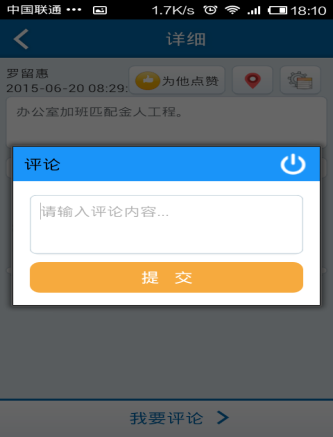 中国联通 ••• 1.7K/s 18:10
详细
罗留惠
2015-06-20 08:29:
为他点赞
办公室加班匹配金人工程。
评论
请输入评论内容...
提 交
我要评论